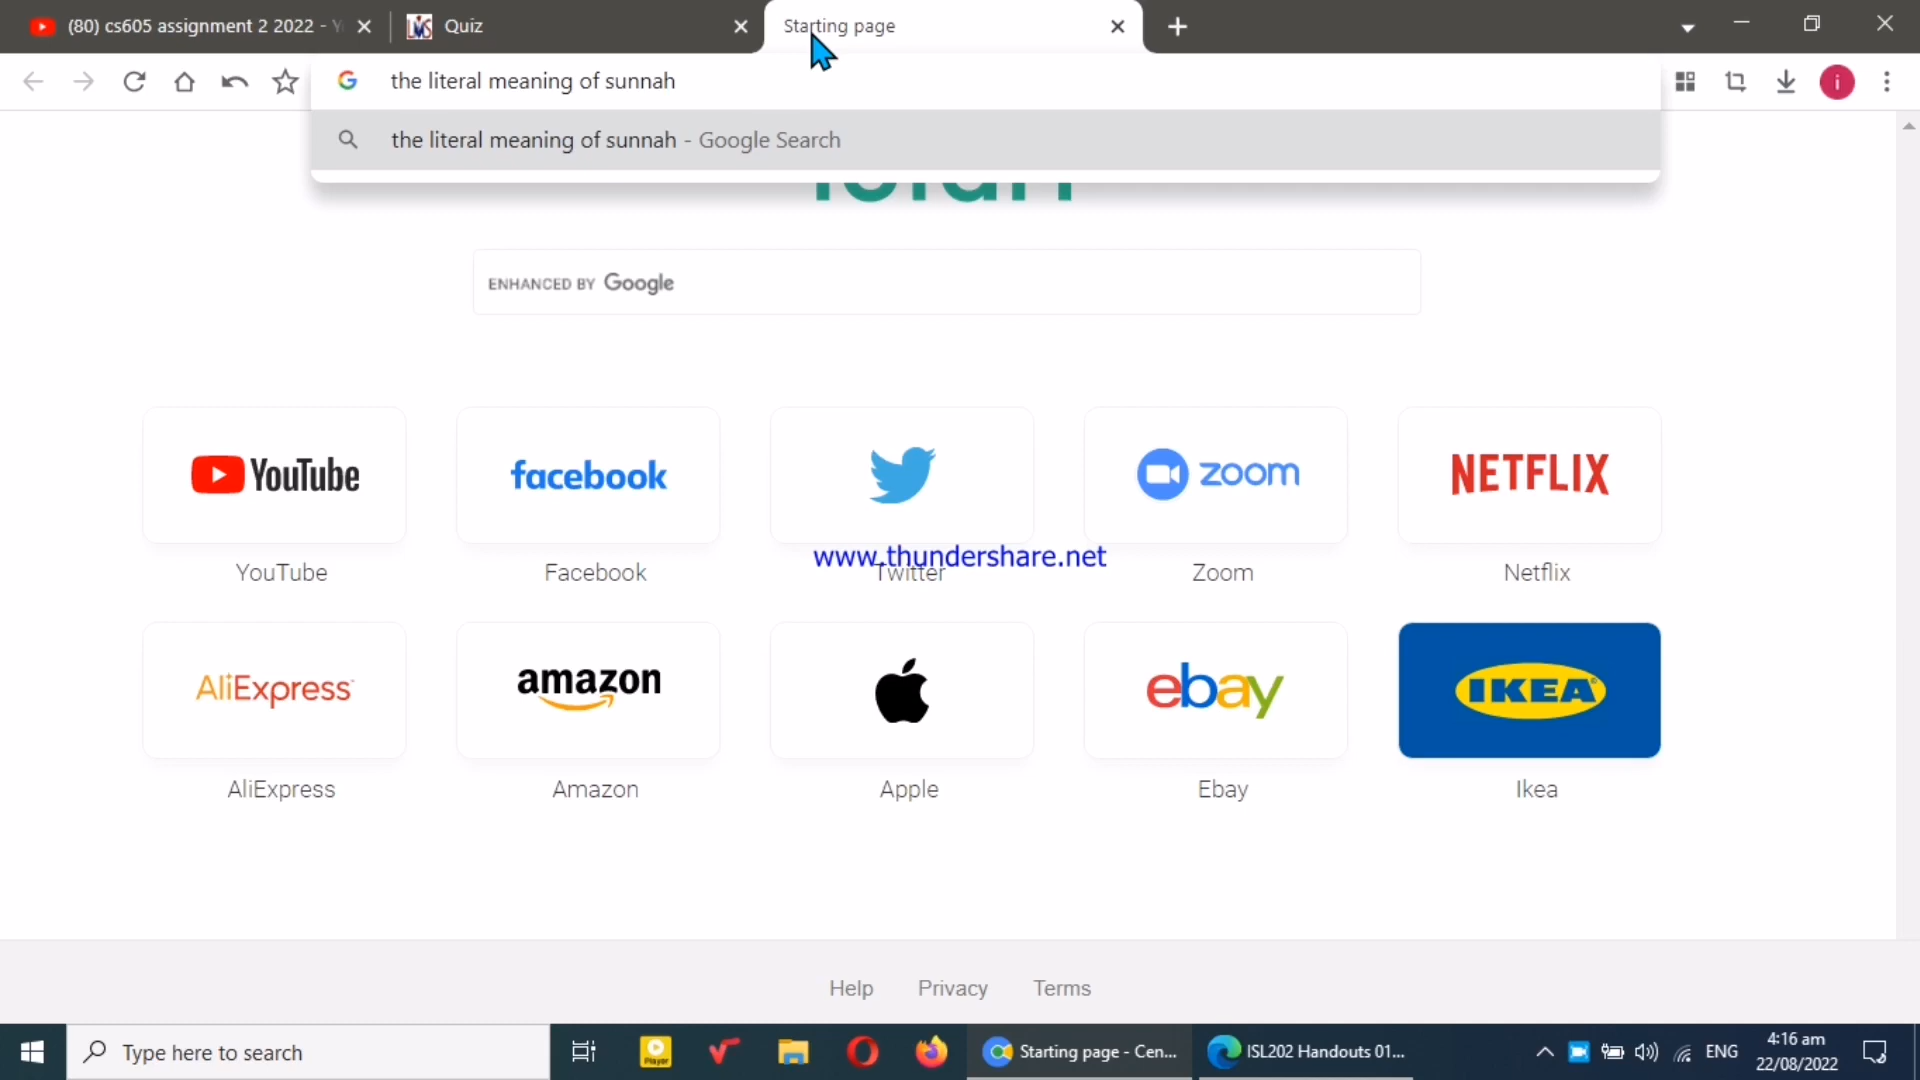 (80) cs605 assignment 2 2022 -
Quiz
Starting page
the literal meaning of sunnah
i
the literal meaning of sunnah - Google Search
ENHANCED BY Google
YouTube
facebook
zoom
NETFLIX
www.thundershare.net
YouTube
Facebook
Twitter
Zoom
Netflix
AliExpress
amazon
ebay
IKEA
AliExpress
Amazon
Apple
Ebay
Ikea
Help
Privacy
Terms
Type here to search
Player
Starting page - Cen...
ISL202 Handouts 01...
ENG
4:16 am
22/08/2022